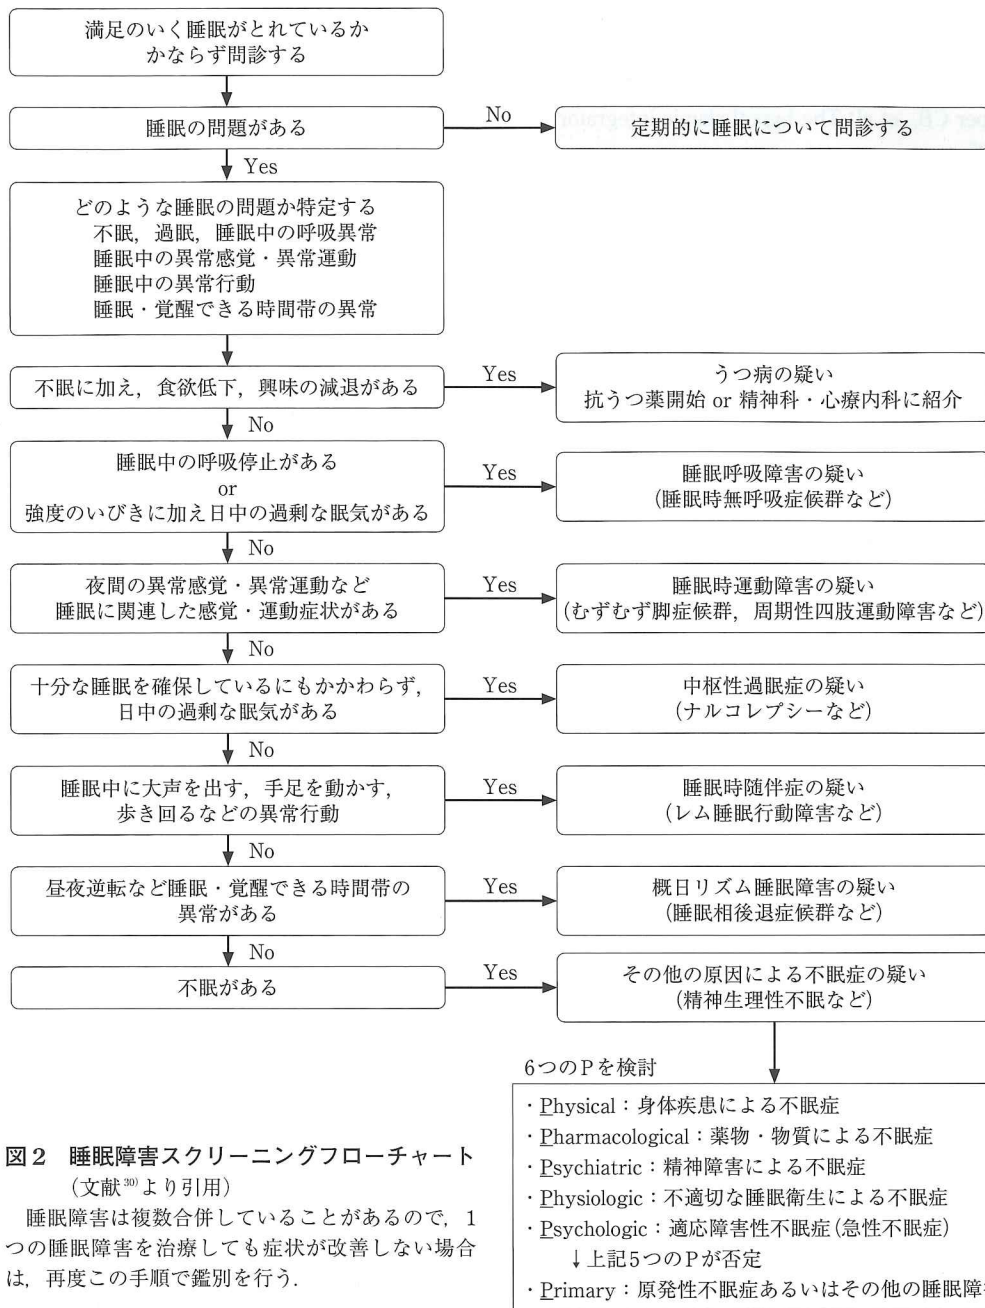 満足のいく睡眠がとれているか
かならず問診する
睡眠の問題がある
No
定期的に睡眠について問診する
Yes
どのような睡眠の問題か特定する
不眠，過眠，睡眠中の呼吸異常
睡眠中の異常感覚・異常運動
睡眠中の異常行動
睡眠・覚醒できる時間帯の異常
不眠に加え，食欲低下，興味の減退がある
Yes
うつ病の疑い
抗うつ薬開始 or 精神科・心療内科に紹介
No
睡眠中の呼吸停止がある
or
強度のいびきに加え日中の過剰な眠気がある
Yes
睡眠呼吸障害の疑い
(睡眠時無呼吸症候群など)
No
夜間の異常感覚・異常運動など
睡眠に関連した感覚・運動症状がある
Yes
睡眠時運動障害の疑い
(むずむず脚症候群，周期性四肢運動障害など)
No
十分な睡眠を確保しているにもかかわらず，
日中の過剰な眠気がある
Yes
中枢性過眠症の疑い
(ナルコレプシーなど)
No
睡眠中に大声を出す，手足を動かす，
歩き回るなどの異常行動
Yes
睡眠時随伴症の疑い
(レム睡眠行動障害など)
No
昼夜逆転など睡眠・覚醒できる時間帯の
異常がある
Yes
概日リズム睡眠障害の疑い
(睡眠相後退症候群など)
No
不眠がある
Yes
その他の原因による不眠症の疑い
(精神生理性不眠など)
6つのPを検討
・Physical：身体疾患による不眠症
・Pharmacological：薬物・物質による不眠症
・Psychiatric：精神障害による不眠症
・Physiologic：不適切な睡眠衛生による不眠症
・Psychologic：適応障害性不眠症(急性不眠症)
↓上記5つのPが否定
・Primary：原発性不眠症あるいはその他の睡眠障
図2 睡眠障害スクリーニングフローチャート
(文献30)より引用)
睡眠障害は複数合併していることがあるので，1
つの睡眠障害を治療しても症状が改善しない場合
は，再度この手順で鑑別を行う．